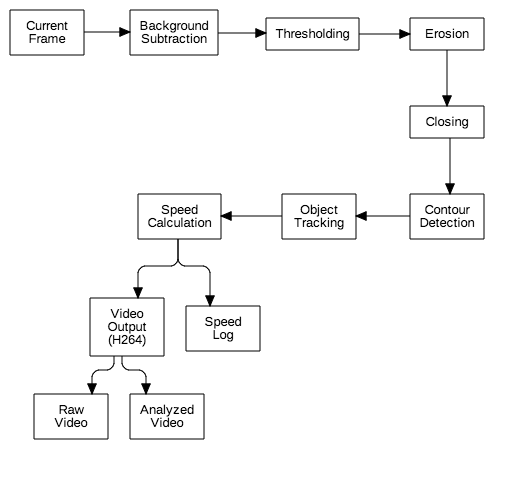 Current
Frame
Background
Subtraction
Thresholding
Erosion
Closing
Speed
Calculation
Object
Tracking
Contour
Detection
Video
Output
(H264)
Speed
Log
Raw
Video
Analyzed
Video